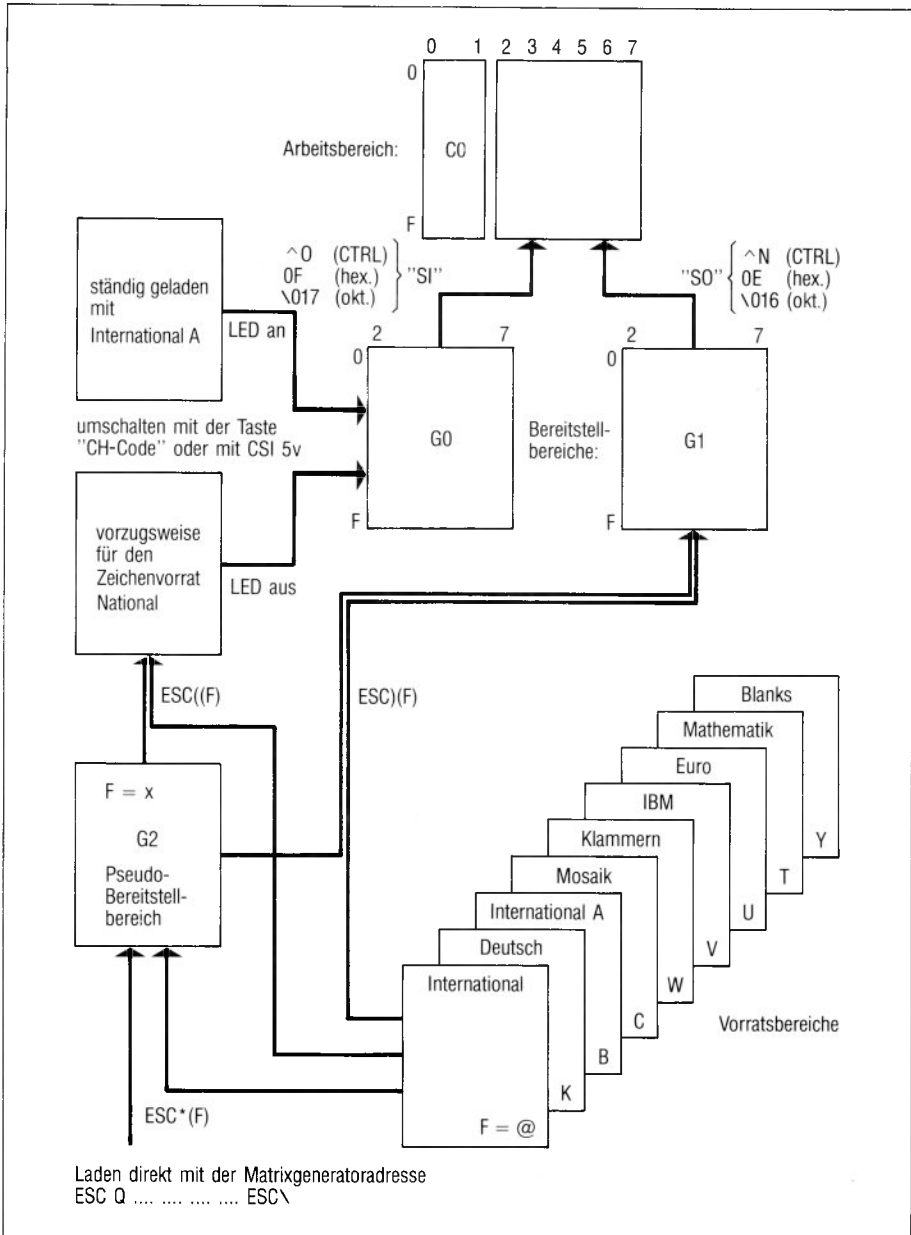 0 1 2 3 4 5 6 7
0
Arbeitsbereich:
C0
F
^O (CTRL)
0F (hex.)
\017 (okt.)
"SI"
"SO"
^N (CTRL)
0E (hex.)
\016 (okt.)
ständig geladen
mit
International A
LED an
2 7
0
G0
F
Bereitstell-
bereiche:
2 7
0
G1
F
umschalten mit der Taste
"CH-Code" oder mit CSI 5v
vorzugsweise
für den
Zeichenvorrat
National
LED aus
ESC((F)
ESC)(F)
F = x
G2
Pseudo-
Bereitstell-
bereich
Blanks
Mathematik
Euro
IBM
Klammern
Mosaik
International A
Deutsch
International
Y
T
U
V
W
C
B
K
F = @
Vorratsbereiche
ESC*(F)
Laden direkt mit der Matrixgeneratoradresse
ESC Q .... .... .... .... ESC\